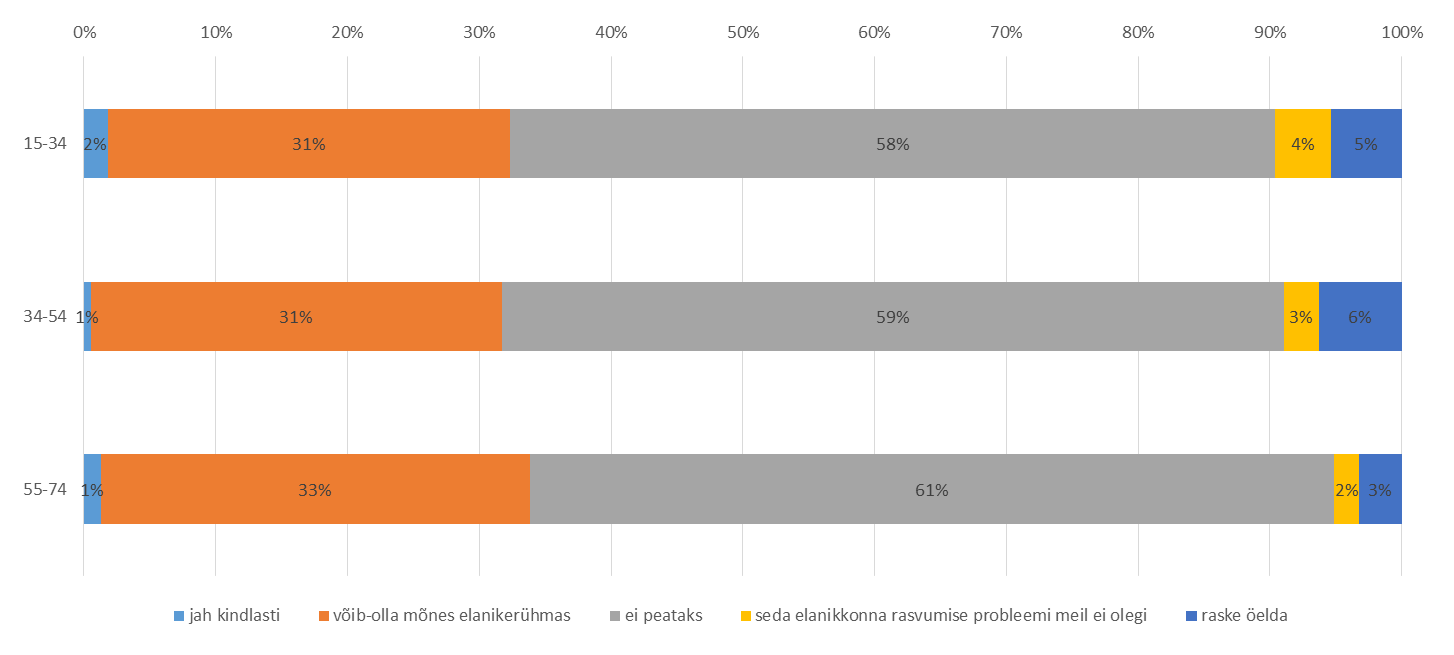 0% 10% 20% 30% 40% 50% 60% 70% 80% 90% 100%
15-34 2% 31% 58% 4% 5%
34-54 1% 31% 59% 3% 6%
55-74 1% 33% 61% 2% 3%
jah kindlasti võib-olla mõnes elanikerühmas ei peataks seda elanikkonna rasvumise probleemi meil ei olegi raske öelda